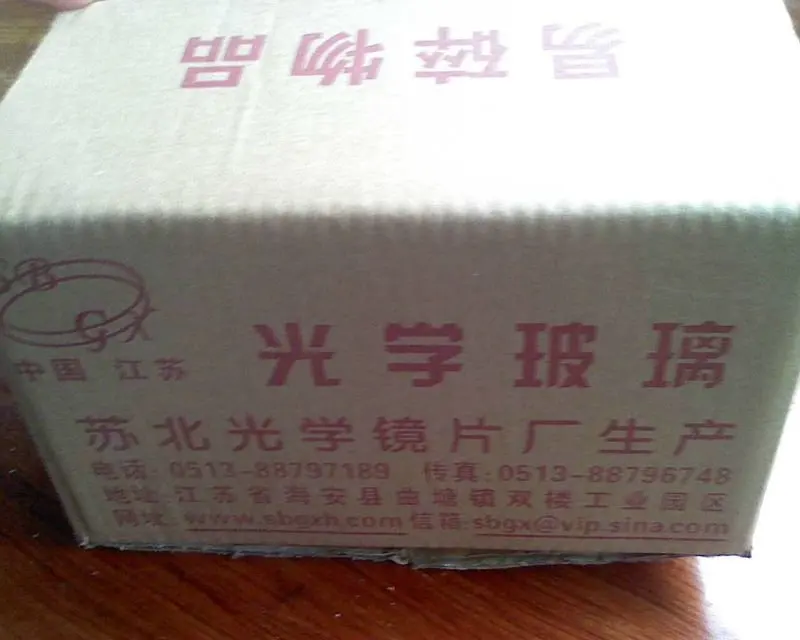 易碎物品
SB
GX
中国 江苏
光学玻璃
苏北光学镜片厂生产
电话:0513-88797189 传真:0513-88796748
地址:江苏省海安县曲塘镇双楼工业园区
网址:www.sbgxh.com 信箱:sbgx@vip.sina.com